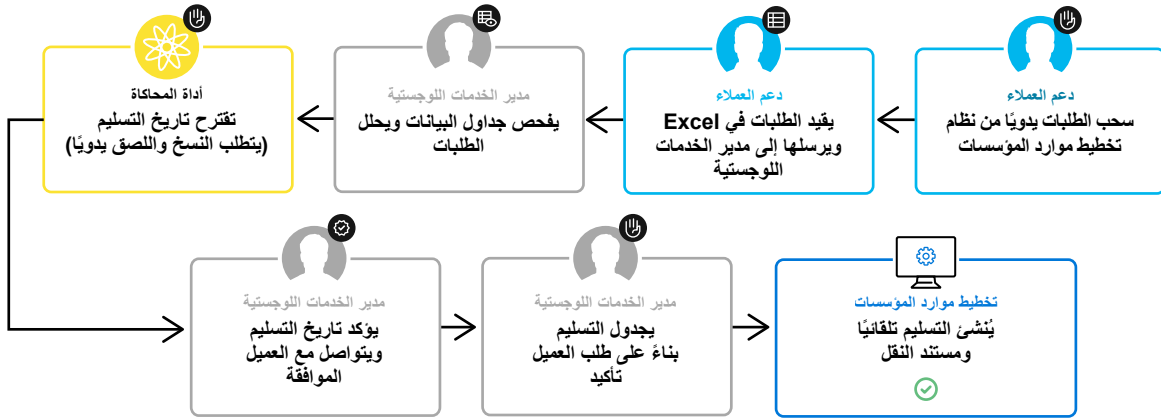 دعم العملاء
سحب الطلبات يدويًا من نظام
تخطيط موارد المؤسسات
دعم العملاء
يقيد الطلبات في Excel
ويرسلها إلى مدير الخدمات
اللوجستية
مدير الخدمات اللوجستية
يفحص جداول البيانات ويحلل
الطلبات
أداة المحاكاة
تقترح تاريخ التسليم
(يتطلب النسخ واللصق يدويًا)
مدير الخدمات اللوجستية
يؤكد تاريخ التسليم
ويتواصل مع العميل
الموافقة
مدير الخدمات اللوجستية
يجدول التسليم
بناءً على طلب العميل
تأكيد
تخطيط موارد المؤسسات
يُنشئ التسليم تلقائيًا
ومستند النقل